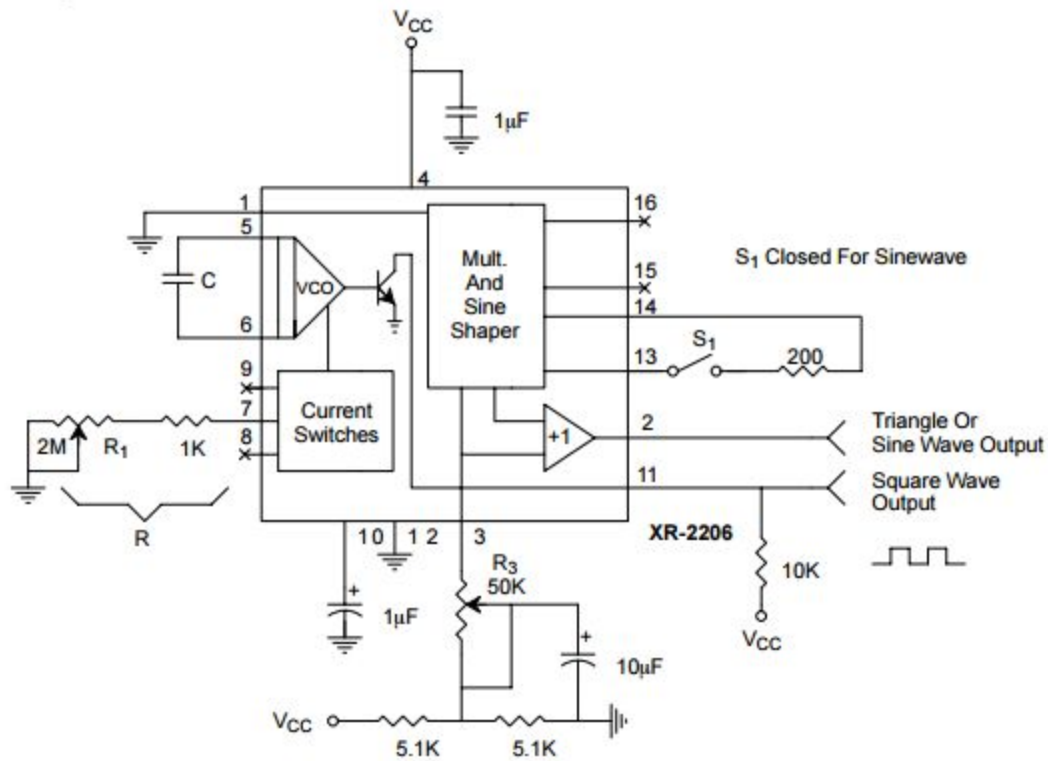 VCC
1μF
4
1
16
5
S1 Closed For Sinewave
Mult.
And
Sine
Shaper
15
C
VCO
14
6
S1
13
200
9
Current
Switches
7
2M
R1
1K
8
+1
2
Triangle Or
Sine Wave Output
11
Square Wave
Output
R
10
1 2
3
XR-2206
R3
50K
10K
1μF
VCC
10μF
VCC
5.1K
5.1K